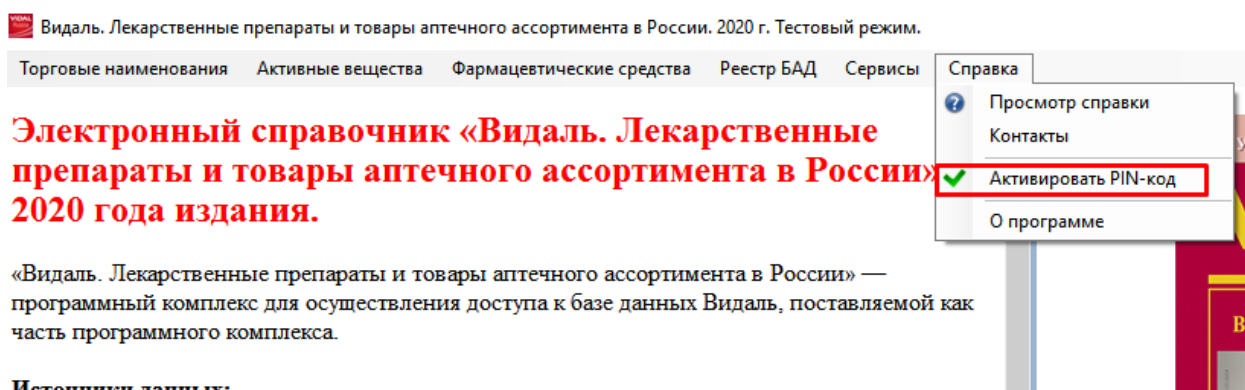 Видаль. Лекарственные препараты и товары аптечного ассортимента в России. 2020 г. Тестовый режим.
Торговые наименования Активные вещества Фармацевтические средства Реестр БАД Сервисы Справка
Просмотр справки
Контакты
Активировать PIN-код
О программе
Электронный справочник «Видаль. Лекарственные
препараты и товары аптечного ассортимента в России»
2020 года издания.
«Видаль. Лекарственные препараты и товары аптечного ассортимента в России» —
программный комплекс для осуществления доступа к базе данных Видаль, поставляемой как
часть программного комплекса.
Источники данных: